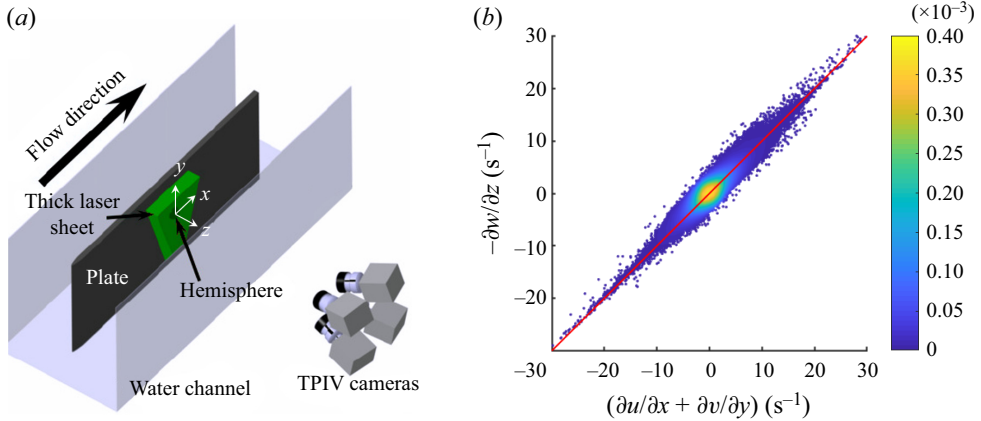 (a)
Flow direction
Thick laser
sheet
y
x
z
Plate
Hemisphere
Water channel
TPIV cameras
(b)
(×10⁻³)
30
20
10
0
−10
−20
−∂w/∂z (s⁻¹)
−20
−10
0
10
20
30
(∂u/∂x + ∂v/∂y) (s⁻¹)
0.40
0.35
0.30
0.25
0.20
0.15
0.10
0.05
0